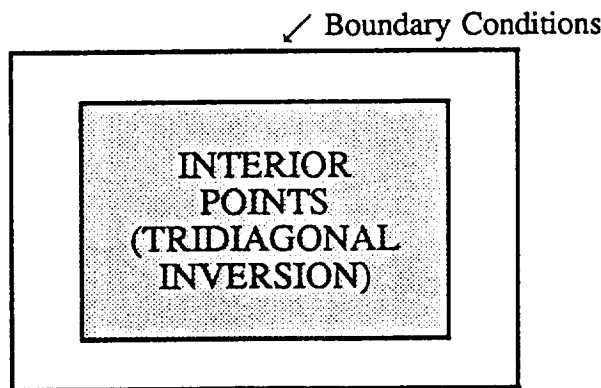 Boundary Conditions
INTERIOR
POINTS
(TRIDIAGONAL
INVERSION)